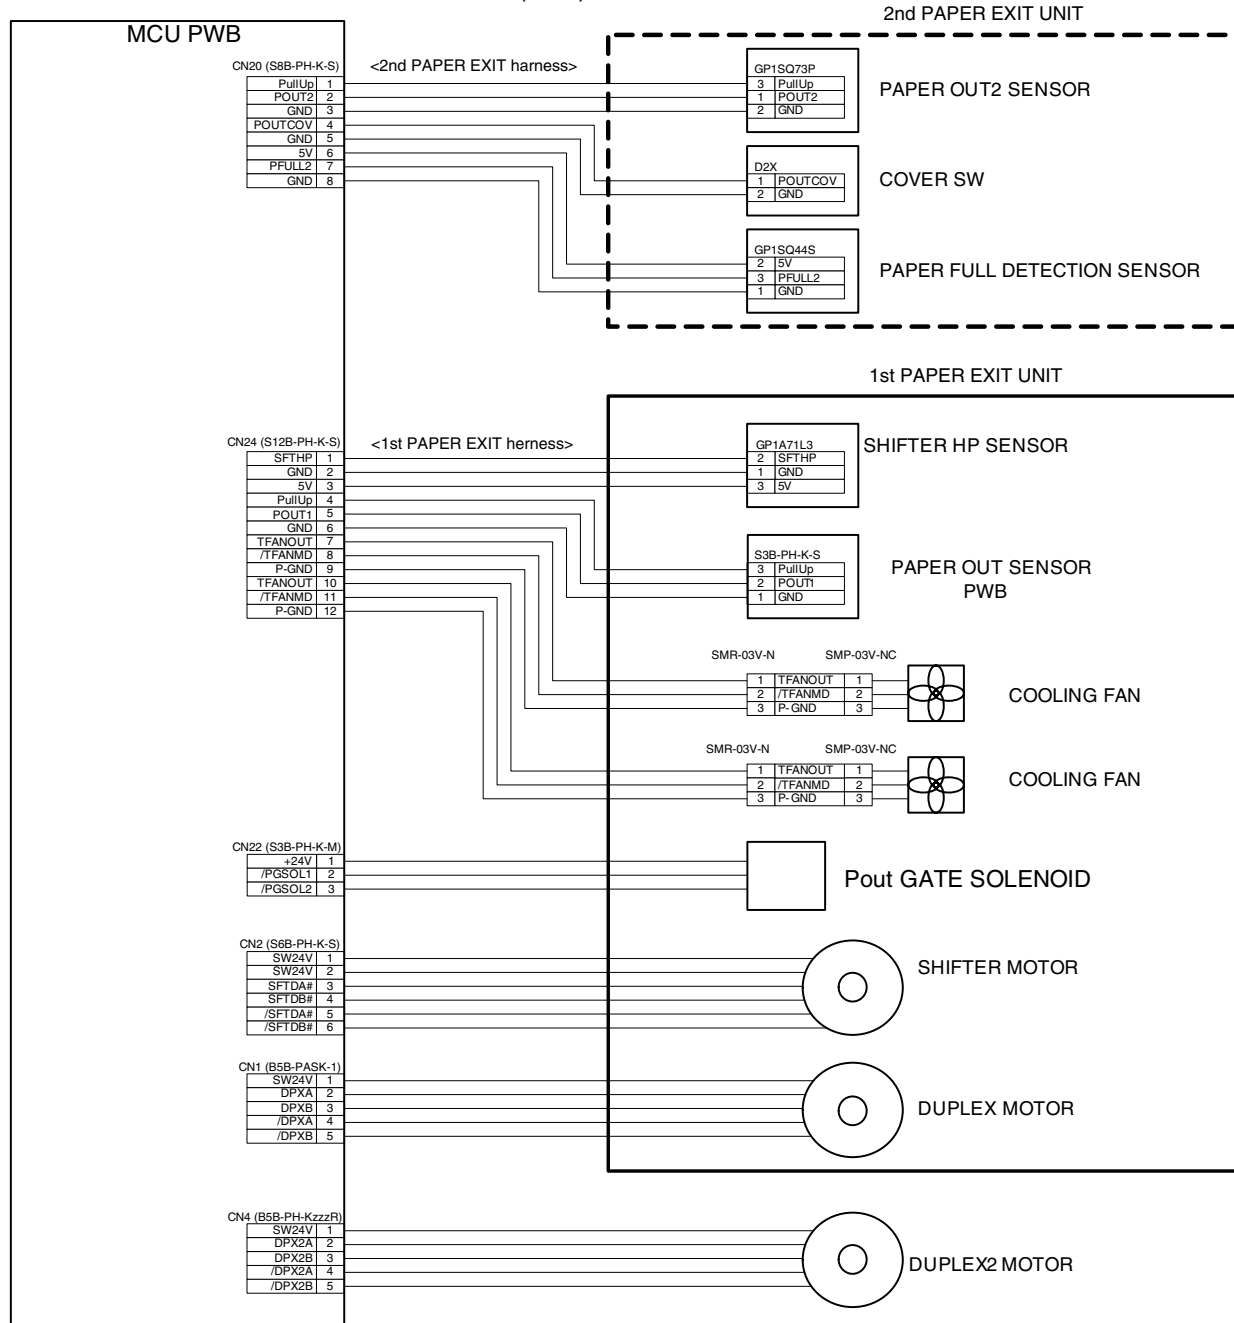 2nd PAPER EXIT UNIT
MCU PWB
CN20 (S8B-PH-K-S)
<2nd PAPER EXIT harness>
PullUp 1
POUT2 2
GND 3
POUTCOV 4
GND 5
5V 6
PFULL2 7
GND 8
GP1SQ73P
3 PullUp
1 POUT2
2 GND
PAPER OUT2 SENSOR
D2X
1 POUTCOV
2 GND
COVER SW
GP1SQ44S
2 5V
3 PFULL2
1 GND
PAPER FULL DETECTION SENSOR
1st PAPER EXIT UNIT
CN24 (S12B-PH-K-S)
<1st PAPER EXIT herness>
SFTHP 1
GND 2
5V 3
PullUp 4
POUT1 5
GND 6
TFANOUT 7
/TFANMD 8
P-GND 9
TFANOUT 10
/TFANMD 11
P-GND 12
GP1A71L3
2 SFTHP
1 GND
3 5V
SHIFTER HP SENSOR
S3B-PH-K-S
3 PullUp
2 POUT1
1 GND
PAPER OUT SENSOR
PWB
SMR-03V-N SMP-03V-NC
1 TFANOUT 1
2 /TFANMD 2
3 P-GND 3
COOLING FAN
SMR-03V-N SMP-03V-NC
1 TFANOUT 1
2 /TFANMD 2
3 P-GND 3
COOLING FAN
CN22 (S3B-PH-K-M)
+24V 1
/PGSOL1 2
/PGSOL2 3
Pout GATE SOLENOID
CN2 (S6B-PH-K-S)
SW24V 1
SW24V 2
SFTDA# 3
SFTDB# 4
/SFTDA# 5
/SFTDB# 6
SHIFTER MOTOR
CN1 (B5B-PASK-1)
SW24V 1
DPXA 2
DPXB 3
/DPXA 4
/DPXB 5
DUPLEX MOTOR
CN4 (B5B-PH-KzzzR)
SW24V 1
DPX2A 2
DPX2B 3
/DPX2A 4
/DPX2B 5
DUPLEX2 MOTOR